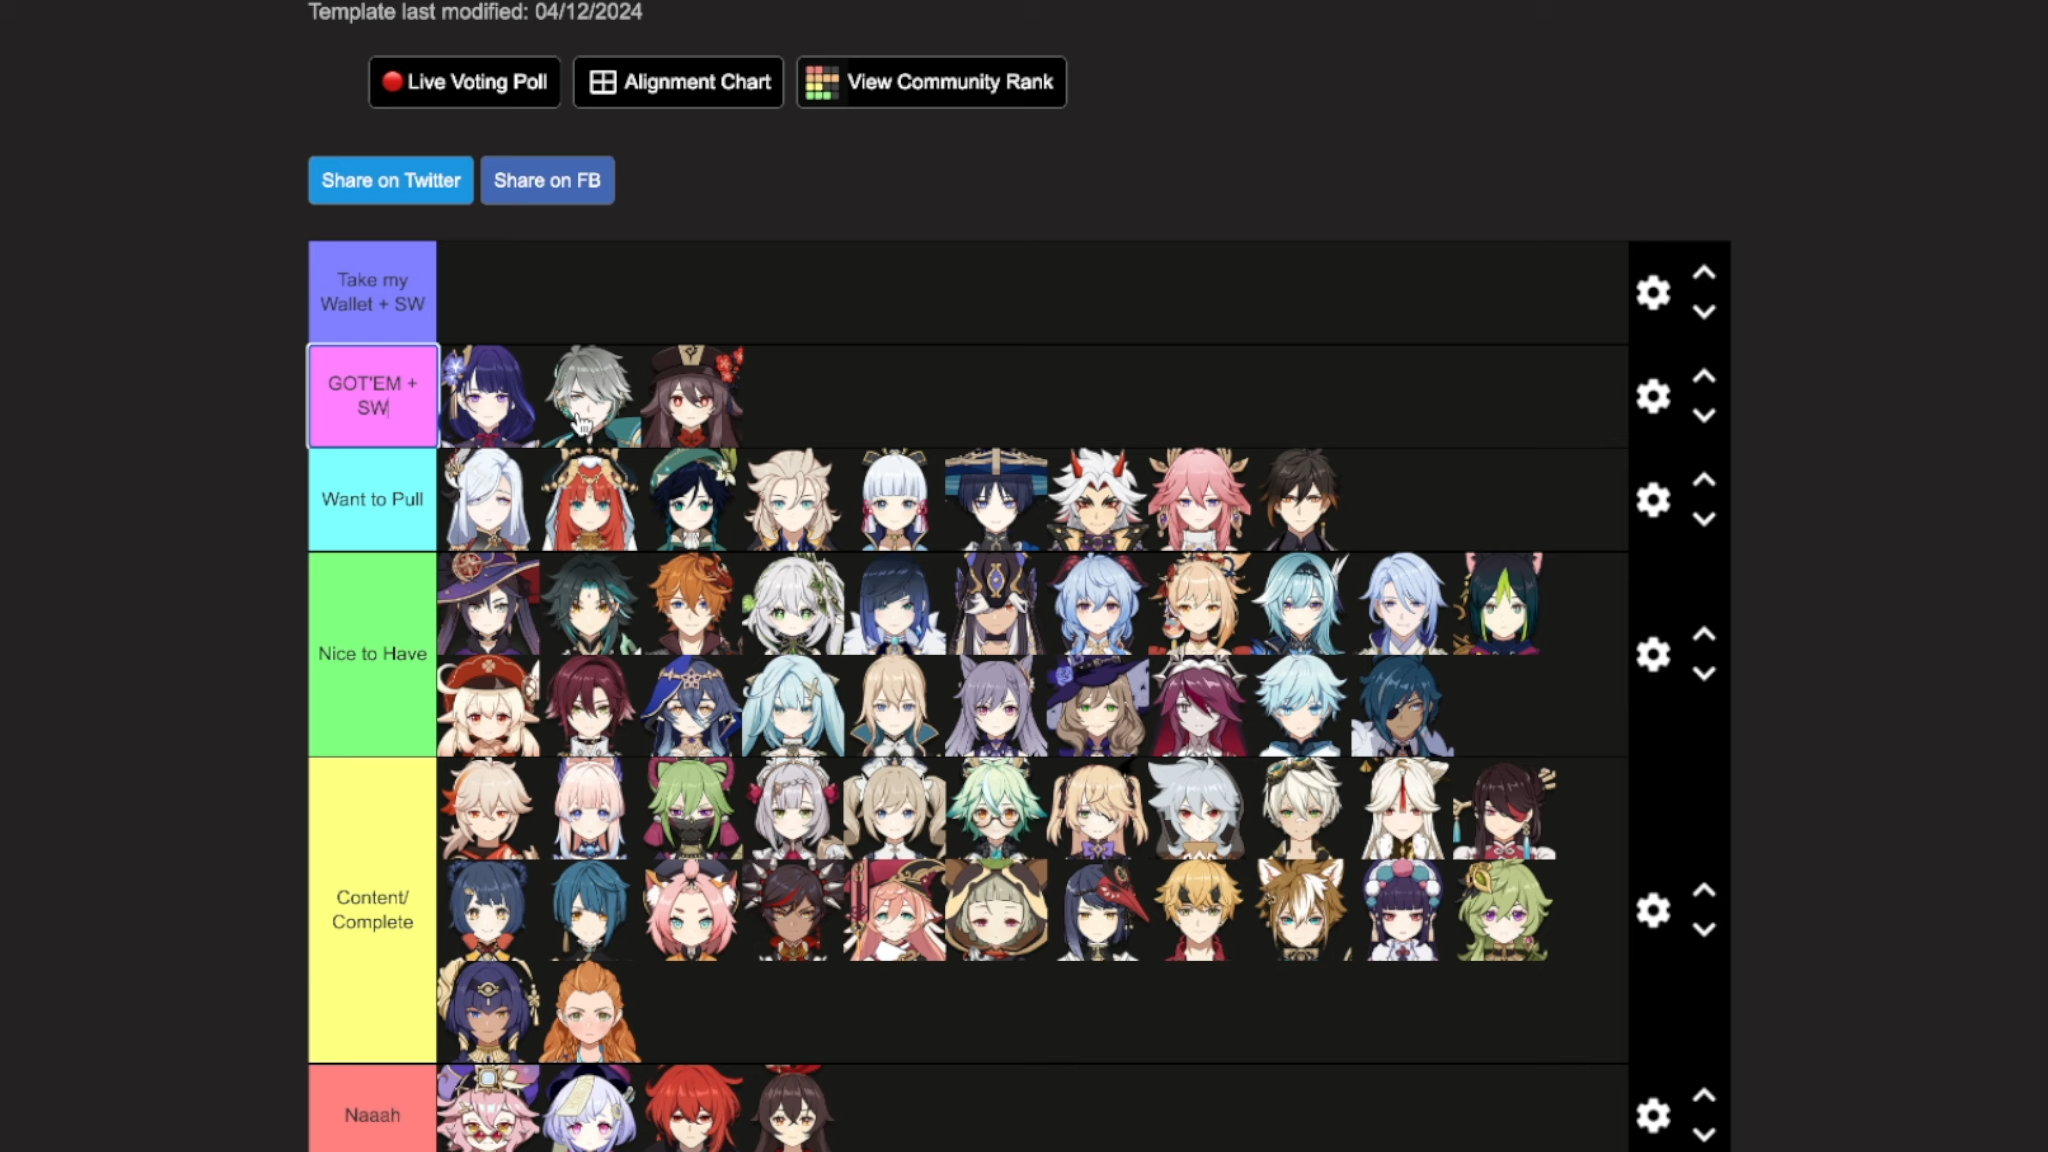 Template last modified: 04/12/2024
Live Voting Poll
Alignment Chart
View Community Rank
Share on Twitter
Share on FB
Take my
Wallet + SW
GOT'EM +
SW
Want to Pull
Nice to Have
Content/
Complete
Naaah